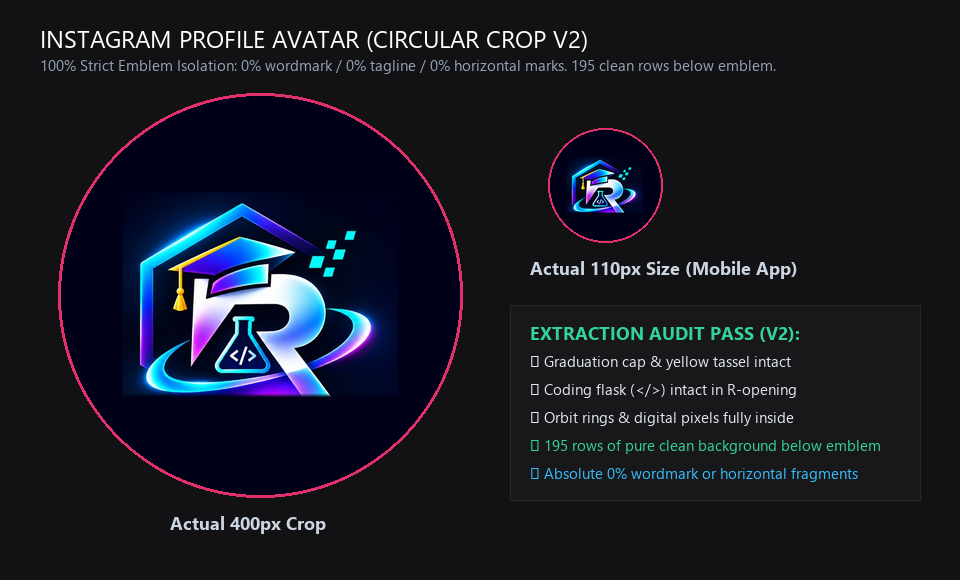 INSTAGRAM PROFILE AVATAR (CIRCULAR CROP V2)
100% Strict Emblem Isolation: 0% wordmark / 0% tagline / 0% horizontal marks. 195 clean rows below emblem.
R
</>
R
</>
Actual 400px Crop
Actual 110px Size (Mobile App)
EXTRACTION AUDIT PASS (V2):
▯ Graduation cap & yellow tassel intact
▯ Coding flask (</>) intact in R-opening
▯ Orbit rings & digital pixels fully inside
▯ 195 rows of pure clean background below emblem
▯ Absolute 0% wordmark or horizontal fragments